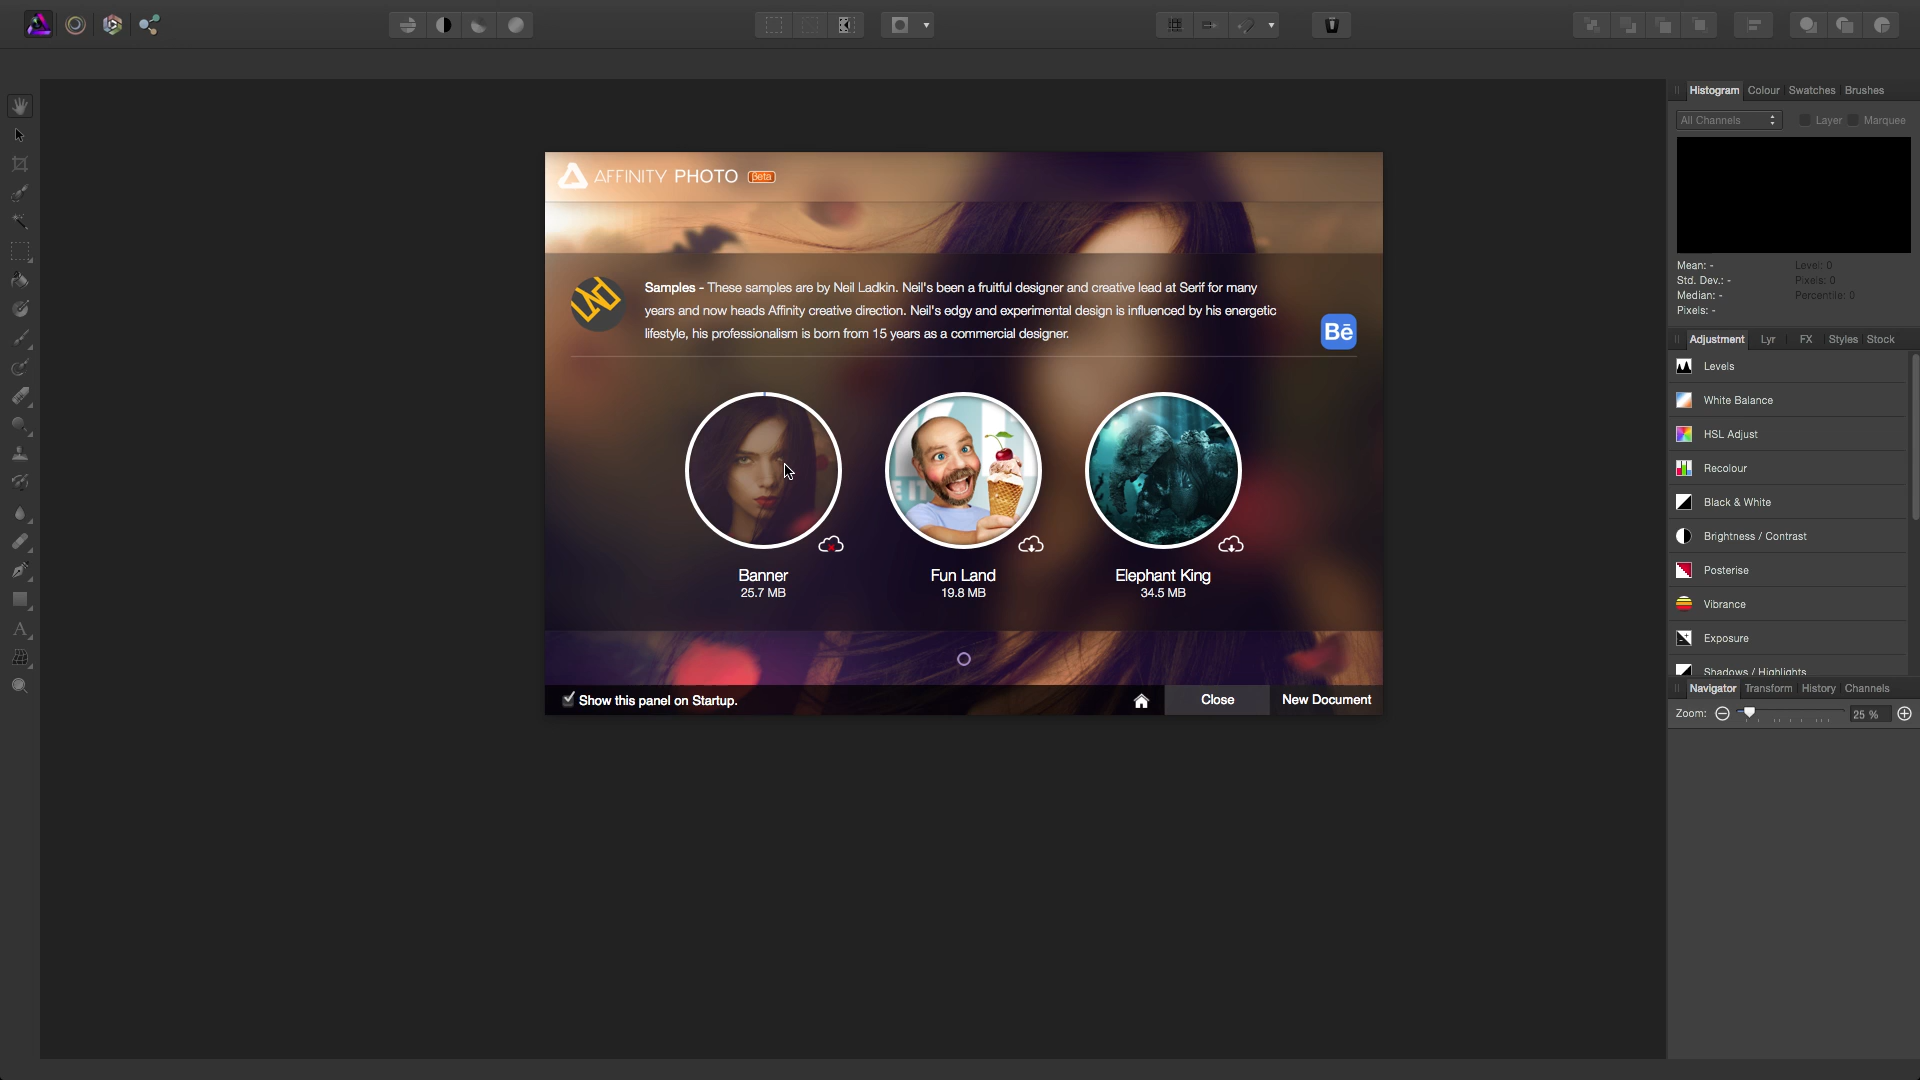 Histogram Colour Swatches Brushes
All Channels Layer Marquee
Mean: - Level: 0
Std. Dev.: - Pixels: 0
Median: - Percentile: 0
Pixels: -
Adjustment Lyr FX Styles Stock
Levels
White Balance
HSL Adjust
Recolour
Black & White
Brightness / Contrast
Posterise
Vibrance
Exposure
Shadows / Highlights
Navigator Transform History Channels
Zoom: 25 %
AFFINITY PHOTO Beta
Samples - These samples are by Neil Ladkin. Neil's been a fruitful designer and creative lead at Serif for many
years and now heads Affinity creative direction. Neil's edgy and experimental design is influenced by his energetic
lifestyle, his professionalism is born from 15 years as a commercial designer.
Bē
Banner
25.7 MB
Fun Land
19.8 MB
Elephant King
34.5 MB
Show this panel on Startup.
Close
New Document
A